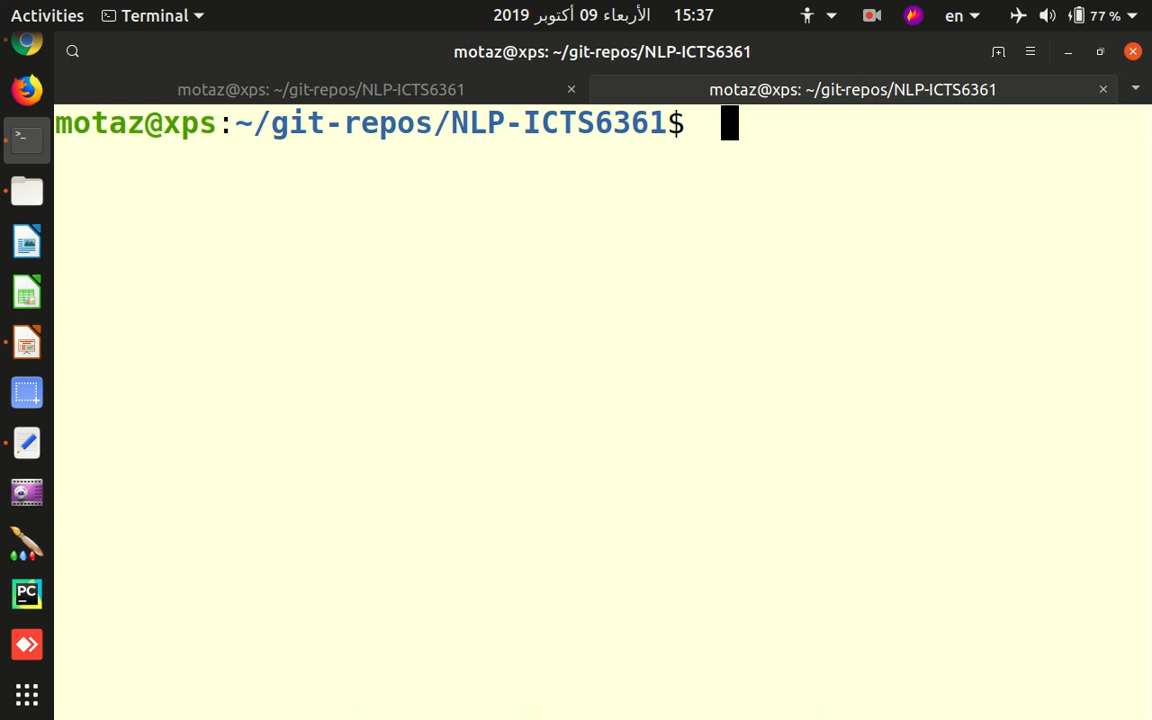 Activities Terminal الأربعاء 09 أكتوبر 2019 15:37 en 77 %
motaz@xps: ~/git-repos/NLP-ICTS6361
motaz@xps: ~/git-repos/NLP-ICTS6361 motaz@xps: ~/git-repos/NLP-ICTS6361
motaz@xps:~/git-repos/NLP-ICTS6361$
>_
PC